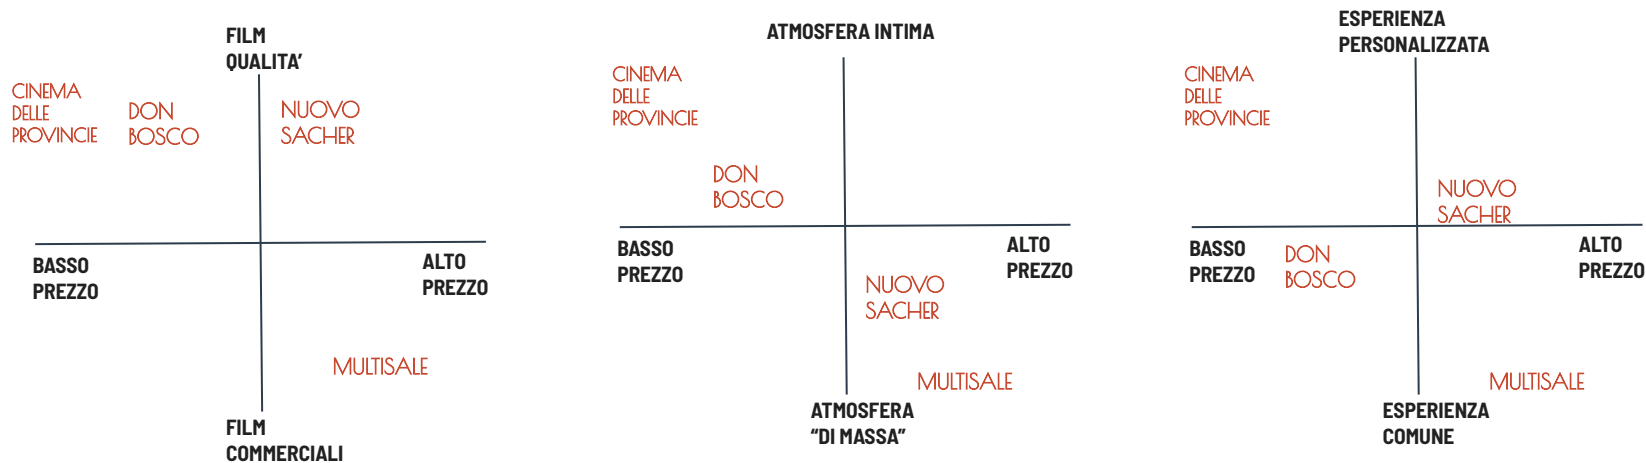 FILM
QUALITA’
CINEMA
DELLE
PROVINCIE
DON
BOSCO
NUOVO
SACHER
BASSO
PREZZO
ALTO
PREZZO
MULTISALE
FILM
COMMERCIALI
ATMOSFERA INTIMA
CINEMA
DELLE
PROVINCIE
DON
BOSCO
BASSO
PREZZO
ALTO
PREZZO
NUOVO
SACHER
MULTISALE
ATMOSFERA
“DI MASSA”
ESPERIENZA
PERSONALIZZATA
CINEMA
DELLE
PROVINCIE
NUOVO
SACHER
BASSO
PREZZO
DON
BOSCO
ALTO
PREZZO
MULTISALE
ESPERIENZA
COMUNE